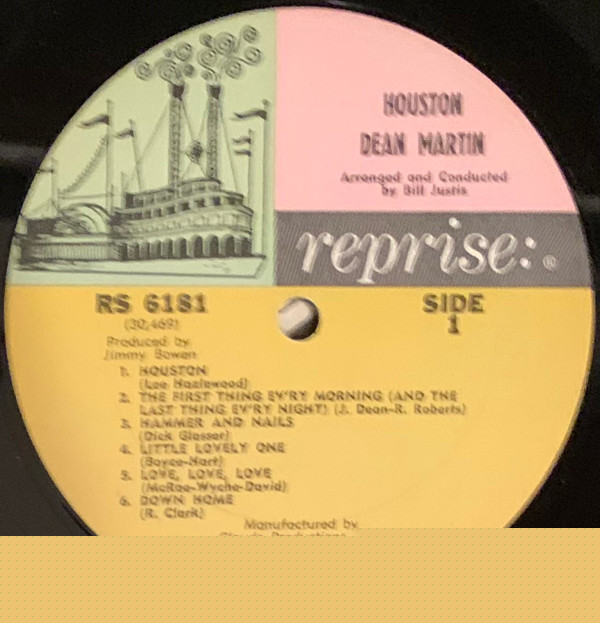 HOUSTON
DEAN MARTIN
Arranged and Conducted
by Bill Justis
reprise: ®
RS 6181
(30,469)
SIDE
1
Produced by
Jimmy Bowen
1. HOUSTON
(Lee Hazlewood)
2. THE FIRST THING EV'RY MORNING (AND THE
LAST THING EV'RY NIGHT) (J. Dean-R. Roberts)
3. HAMMER AND NAILS
(Dick Glasser)
4. LITTLE LOVELY ONE
(Boyce-Hart)
5. LOVE, LOVE, LOVE
(McRae-Wyche-David)
6. DOWN HOME
(R. Clark)
Manufactured by